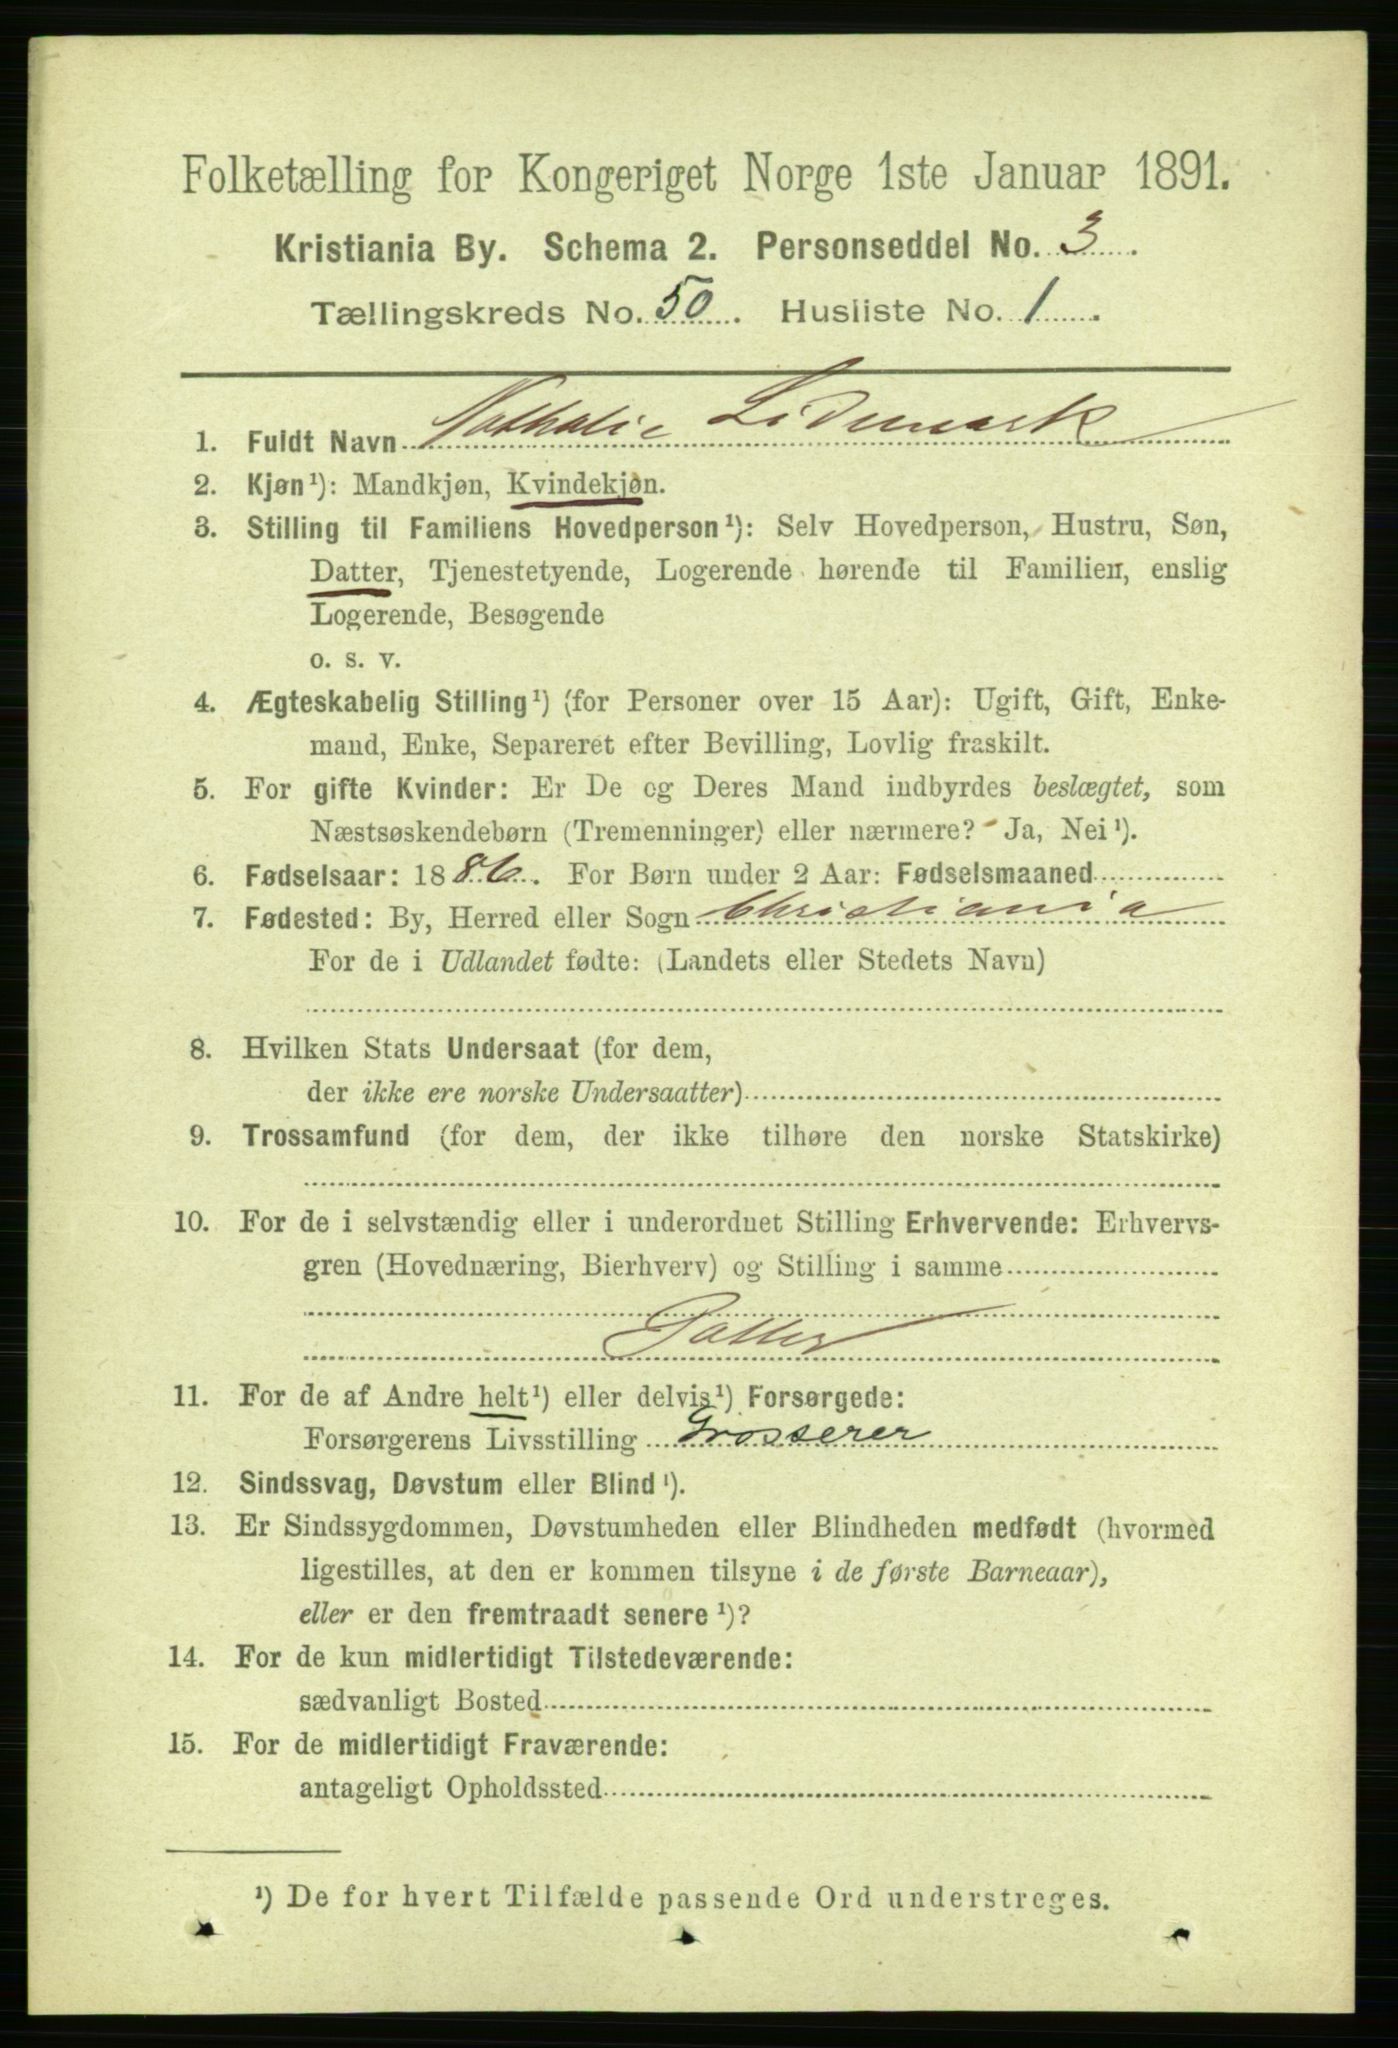 Folketælling for Kongeriget Norge 1ste Januar 1891.
Kristiania By. Schema 2. Personseddel No. 3.
Tællingskreds No. 50. Husliste No. 1.
1. Fuldt Navn Nathalie Lidemark
2. Kjøn¹): Mandkjøn, Kvindekjøn.
3. Stilling til Familiens Hovedperson¹): Selv Hovedperson, Hustru, Søn,
Datter, Tjenestetyende, Logerende hørende til Familien, enslig
Logerende, Besøgende
o. s. v.
4. Ægteskabelig Stilling¹) (for Personer over 15 Aar): Ugift, Gift, Enke-
mand, Enke, Separeret efter Bevilling, Lovlig fraskilt.
5. For gifte Kvinder: Er De og Deres Mand indbyrdes beslægtet, som
Næstsøskendebørn (Tremenninger) eller nærmere? Ja, Nei¹).
6. Fødselsaar: 1886. For Børn under 2 Aar: Fødselsmaaned
7. Fødested: By, Herred eller Sogn Christiania
For de i Udlandet fødte: (Landets eller Stedets Navn)
8. Hvilken Stats Undersaat (for dem,
der ikke ere norske Undersaatter)
9. Trossamfund (for dem, der ikke tilhøre den norske Statskirke)
10. For de i selvstændig eller i underordnet Stilling Erhvervende: Erhvervs-
gren (Hovednæring, Bierhverv) og Stilling i samme
Datter
11. For de af Andre helt¹) eller delvis¹) Forsørgede:
Forsørgerens Livsstilling Grosserer
12. Sindssvag, Døvstum eller Blind¹).
13. Er Sindssygdommen, Døvstumheden eller Blindheden medfødt (hvormed
ligestilles, at den er kommen tilsyne i de første Barneaar),
eller er den fremtraadt senere¹)?
14. For de kun midlertidigt Tilstedeværende:
sædvanligt Bosted
15. For de midlertidigt Fraværende:
antageligt Opholdssted
¹) De for hvert Tilfælde passende Ord understreges.